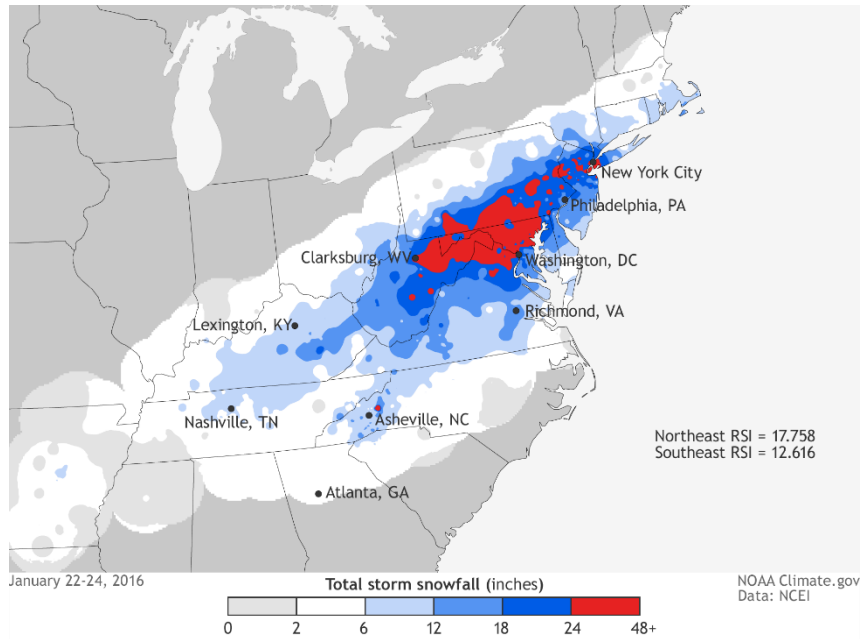 New York City
Philadelphia, PA
Clarksburg, WV
Washington, DC
Richmond, VA
Lexington, KY
Nashville, TN
Asheville, NC
Northeast RSI = 17.758
Southeast RSI = 12.616
Atlanta, GA
January 22-24, 2016
Total storm snowfall (inches)
NOAA Climate.gov
Data: NCEI
0 2 6 12 18 24 48+